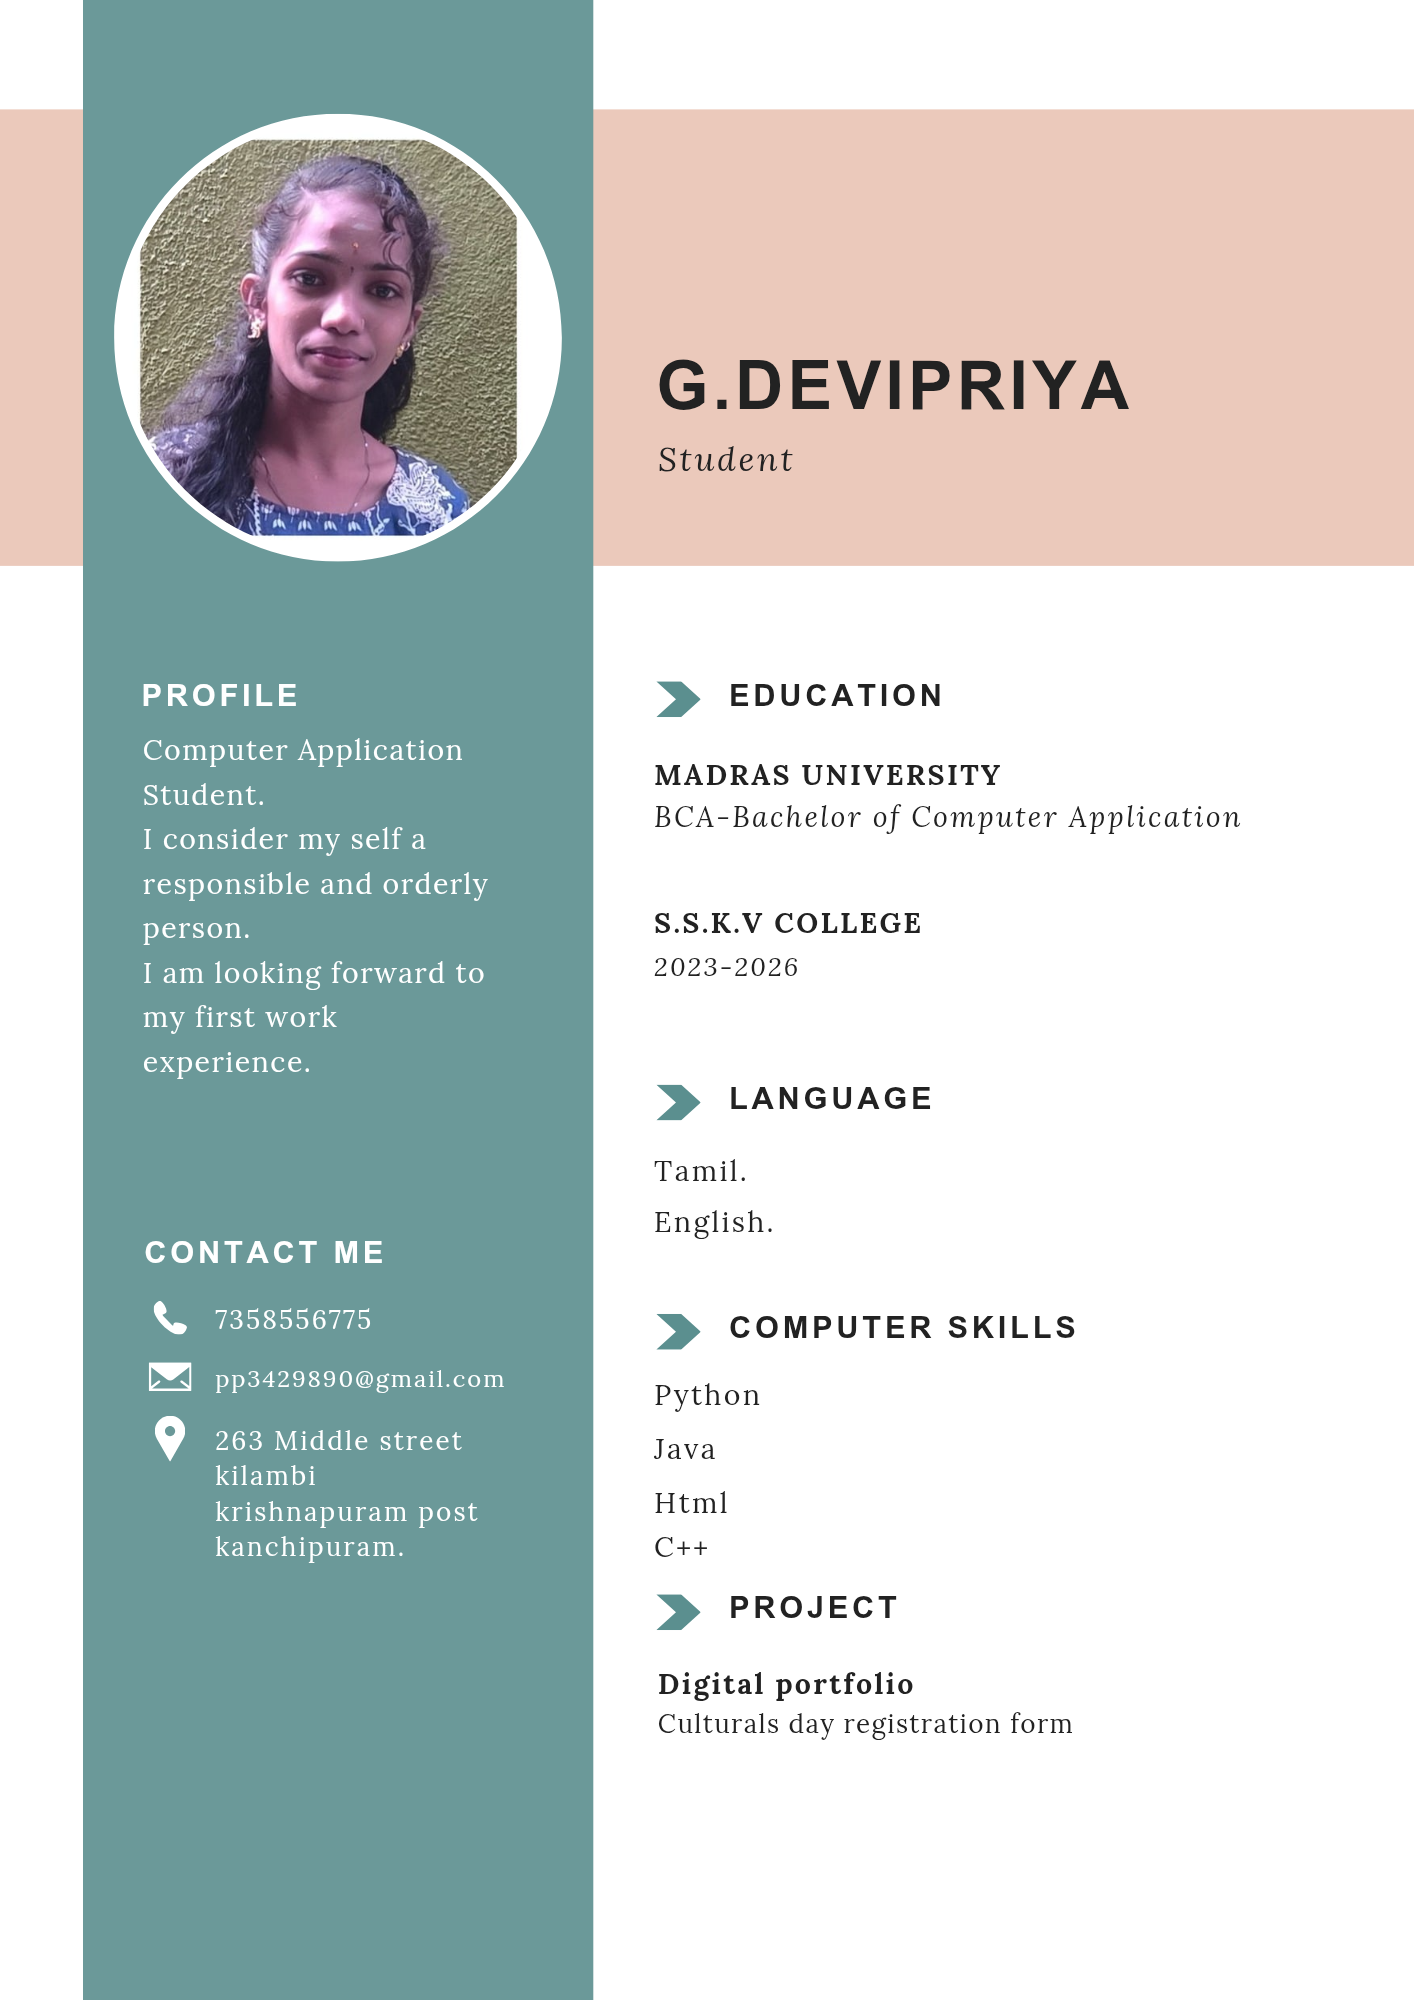 G.DEVIPRIYA
Student
PROFILE
Computer Application
Student.
I consider my self a
responsible and orderly
person.
I am looking forward to
my first work
experience.
CONTACT ME
7358556775
pp3429890@gmail.com
263 Middle street
kilambi
krishnapuram post
kanchipuram.
EDUCATION
MADRAS UNIVERSITY
BCA-Bachelor of Computer Application
S.S.K.V COLLEGE
2023-2026
LANGUAGE
Tamil.
English.
COMPUTER SKILLS
Python
Java
Html
C++
PROJECT
Digital portfolio
Culturals day registration form